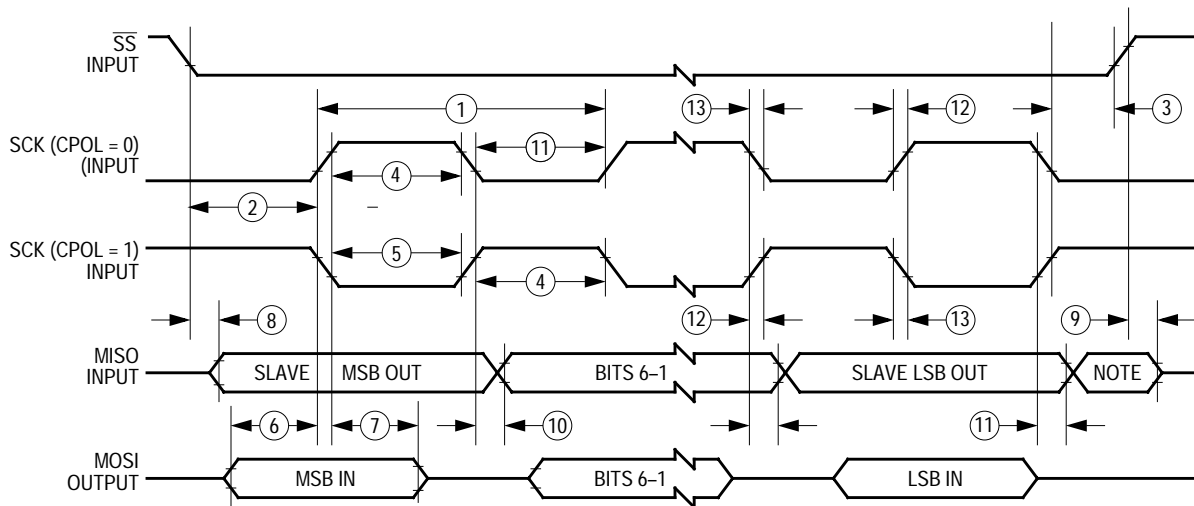 SS
INPUT
1
13
12
3
SCK (CPOL = 0)
(INPUT
11
4
2
SCK (CPOL = 1)
INPUT
5
4
8
12
13
9
MISO
INPUT
SLAVE MSB OUT
BITS 6–1
SLAVE LSB OUT
NOTE
6
7
10
11
MOSI
OUTPUT
MSB IN
BITS 6–1
LSB IN